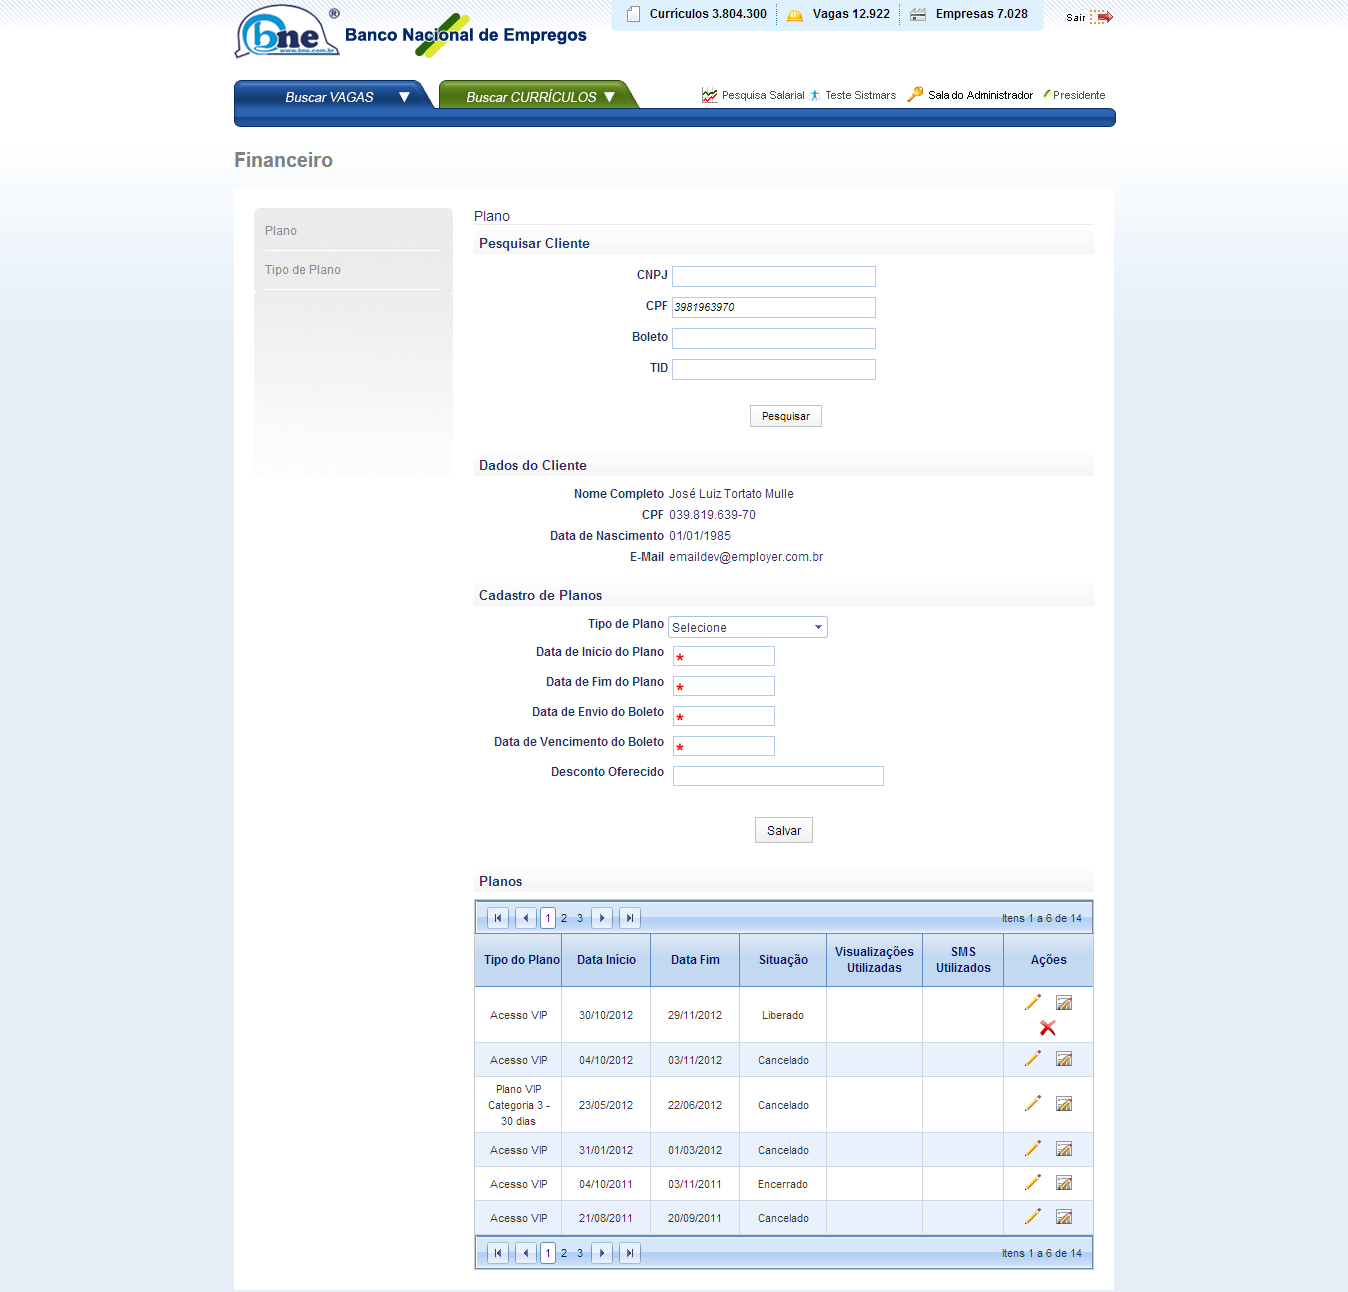 bne ®
www.bne.com.br
Banco Nacional de Empregos
Currículos 3.804.300 Vagas 12.922 Empresas 7.028 Sair
Buscar VAGAS ▼ Buscar CURRÍCULOS ▼ Pesquisa Salarial Teste Sistmars Sala do Administrador Presidente
Financeiro
Plano
Tipo de Plano
Plano
Pesquisar Cliente
CNPJ
CPF 3981963970
Boleto
TID
Pesquisar
Dados do Cliente
Nome Completo José Luiz Tortato Mulle
CPF 039.819.639-70
Data de Nascimento 01/01/1985
E-Mail emaildev@employer.com.br
Cadastro de Planos
Tipo de Plano Selecione
Data de Inicio do Plano *
Data de Fim do Plano *
Data de Envio do Boleto *
Data de Vencimento do Boleto *
Desconto Oferecido
Salvar
Planos
1 2 3 Itens 1 a 6 de 14
Tipo do Plano Data Inicio Data Fim Situação Visualizações Utilizadas SMS Utilizados Ações
Acesso VIP 30/10/2012 29/11/2012 Liberado
Acesso VIP 04/10/2012 03/11/2012 Cancelado
Plano VIP
Categoria 3 - 23/05/2012 22/06/2012 Cancelado
30 dias
Acesso VIP 31/01/2012 01/03/2012 Cancelado
Acesso VIP 04/10/2011 03/11/2011 Encerrado
Acesso VIP 21/08/2011 20/09/2011 Cancelado
1 2 3 Itens 1 a 6 de 14